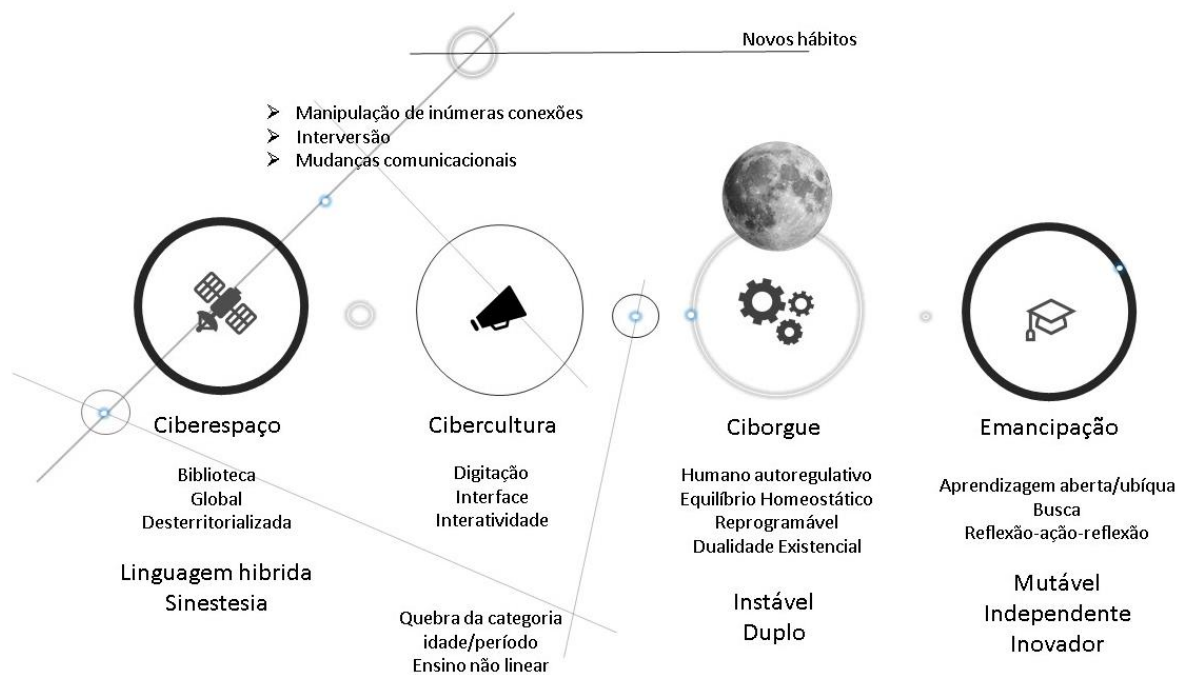 Novos hábitos
➢ Manipulação de inúmeras conexões
➢ Interversão
➢ Mudanças comunicacionais
Ciberespaço
Biblioteca
Global
Desterritorializada
Linguagem hibrida
Sinestesia
Cibercultura
Digitação
Interface
Interatividade
Quebra da categoria
idade/período
Ensino não linear
Ciborgue
Humano autoregulativo
Equilíbrio Homeostático
Reprogramável
Dualidade Existencial
Instável
Duplo
Emancipação
Aprendizagem aberta/ubíqua
Busca
Reflexão-ação-reflexão
Mutável
Independente
Inovador